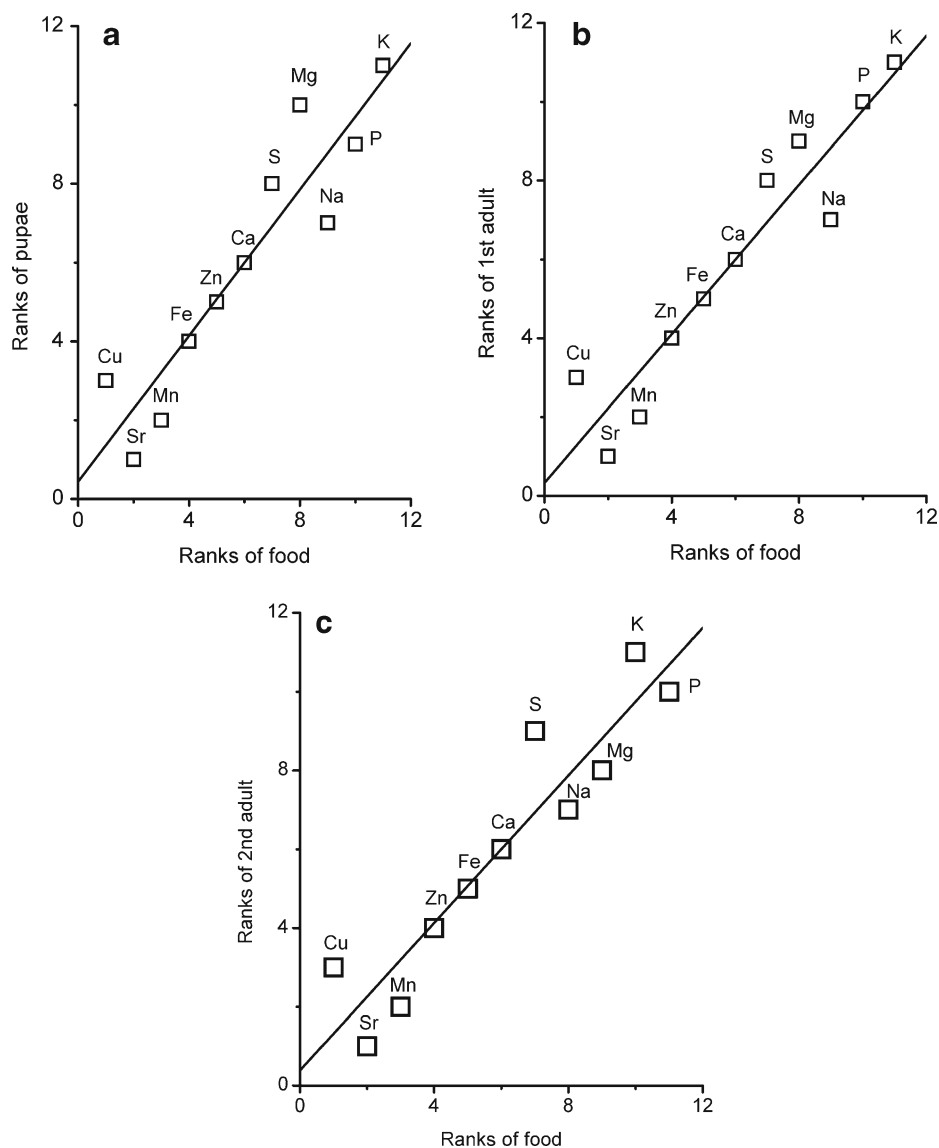 a
12
8
4
0
Ranks of pupae
K
Mg
P
S
Na
Ca
Zn
Fe
Cu
Mn
Sr
0 4 8 12
Ranks of food
b
12
8
4
0
Ranks of 1st adult
K
P
Mg
S
Na
Ca
Fe
Zn
Cu
Mn
Sr
0 4 8 12
Ranks of food
c
12
8
4
0
Ranks of 2nd adult
K
P
S
Mg
Na
Ca
Fe
Zn
Cu
Mn
Sr
0 4 8 12
Ranks of food